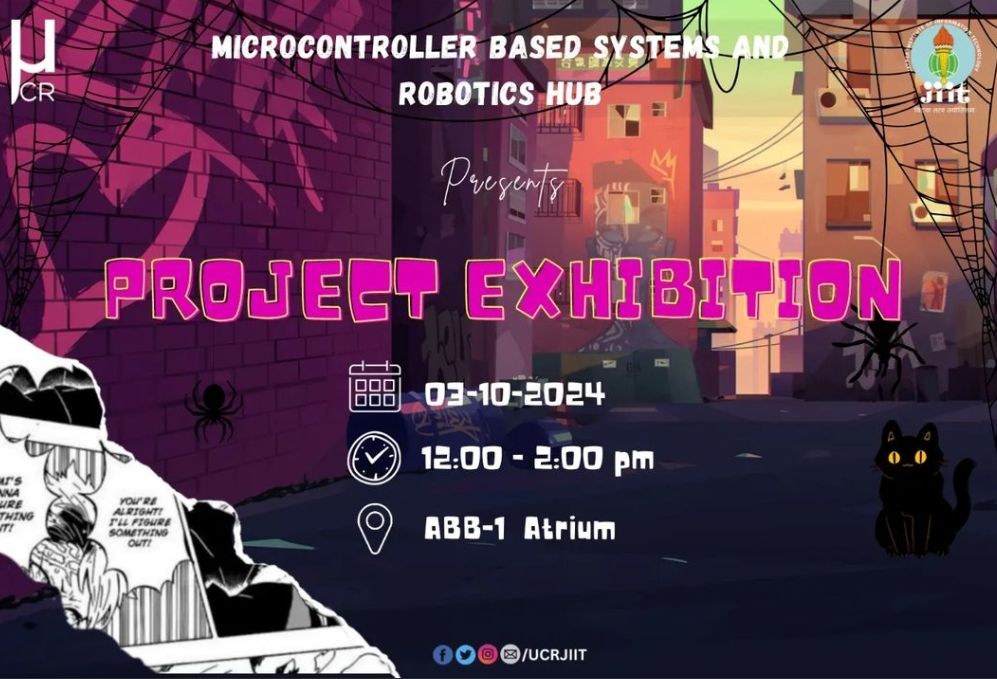 µ
CR
MICROCONTROLLER BASED SYSTEMS AND
ROBOTICS HUB
jiit
Presents
PROJECT EXHIBITION
03-10-2024
12:00 - 2:00 pm
ABB-1 Atrium
YOU'RE
ALRIGHT!
I'LL FIGURE
SOMETHING
OUT!
/UCRJIIT